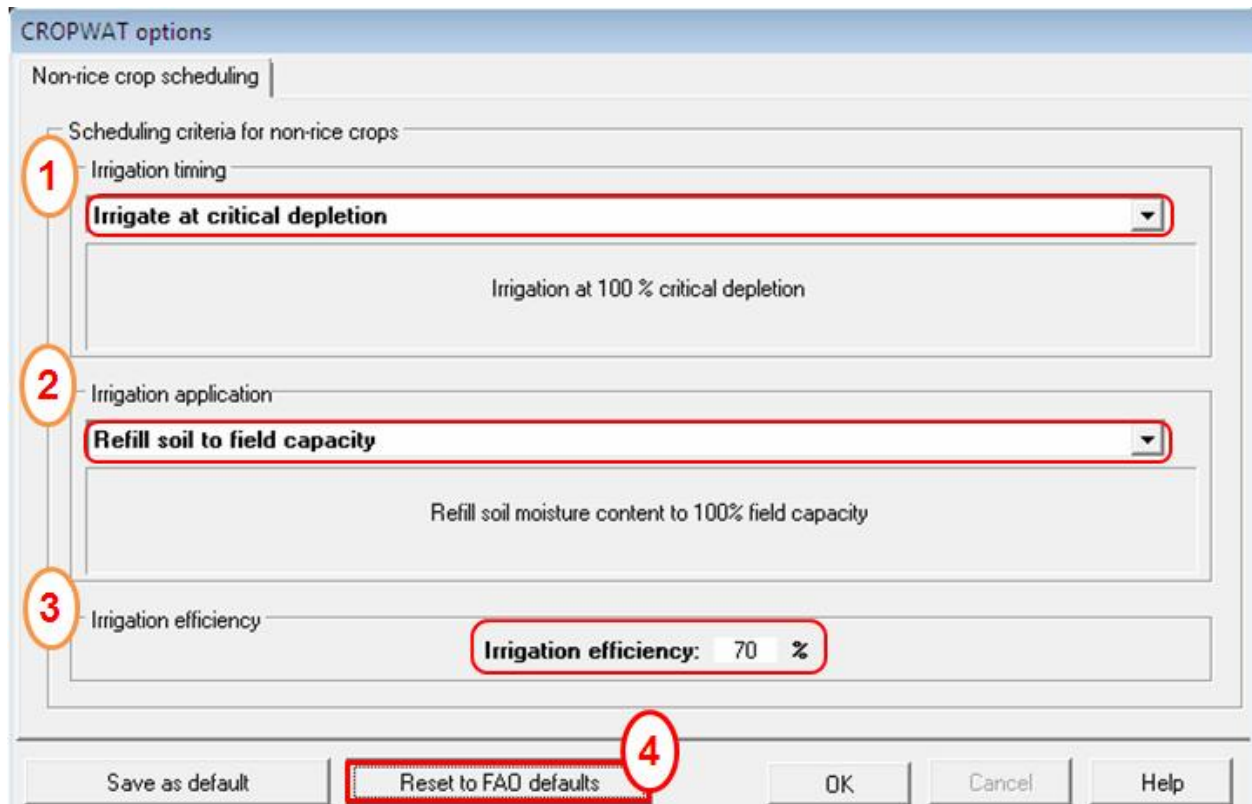 CROPWAT options
Non-rice crop scheduling
Scheduling criteria for non-rice crops
1
Irrigation timing
Irrigate at critical depletion
Irrigation at 100 % critical depletion
2
Irrigation application
Refill soil to field capacity
Refill soil moisture content to 100% field capacity
3
Irrigation efficiency
Irrigation efficiency: 70 %
4
Save as default
Reset to FAO defaults
OK
Cancel
Help